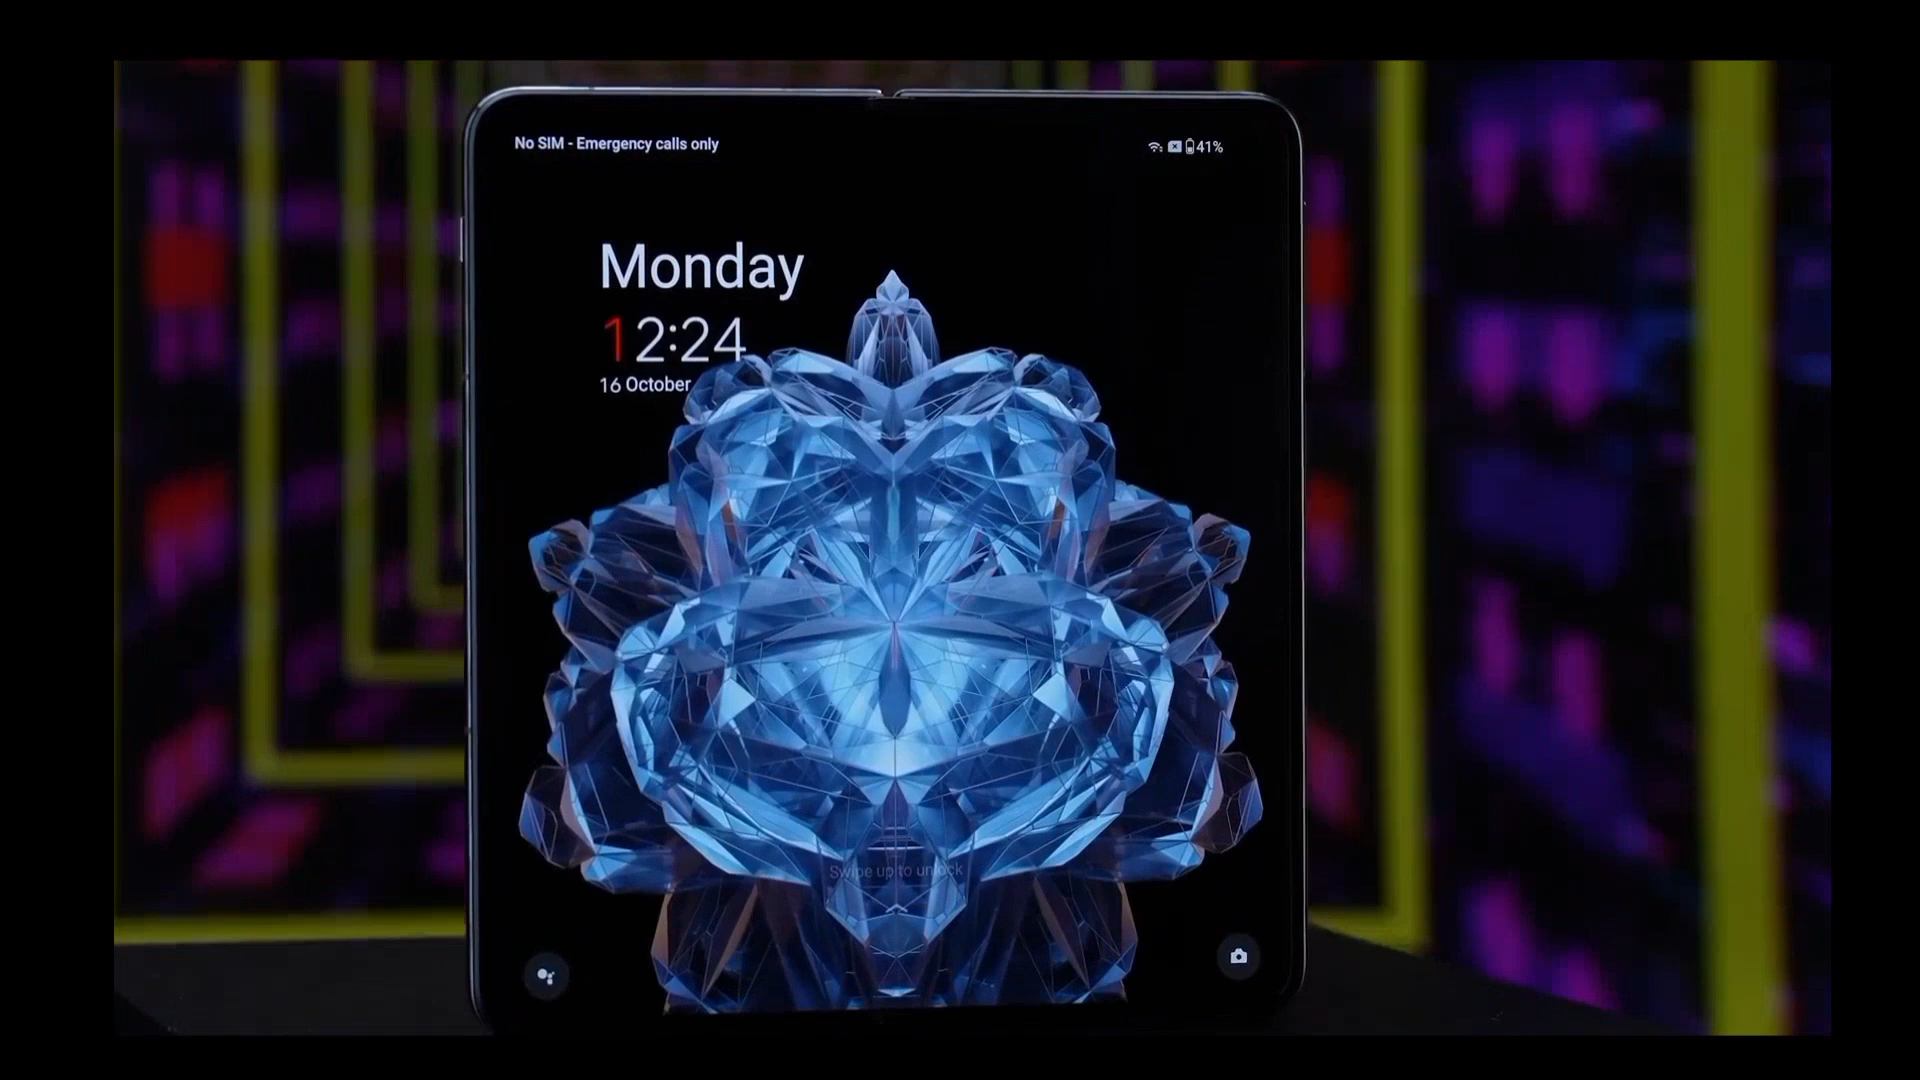 No SIM - Emergency calls only
41%
Monday
12:24
16 October
Swipe up to unlock